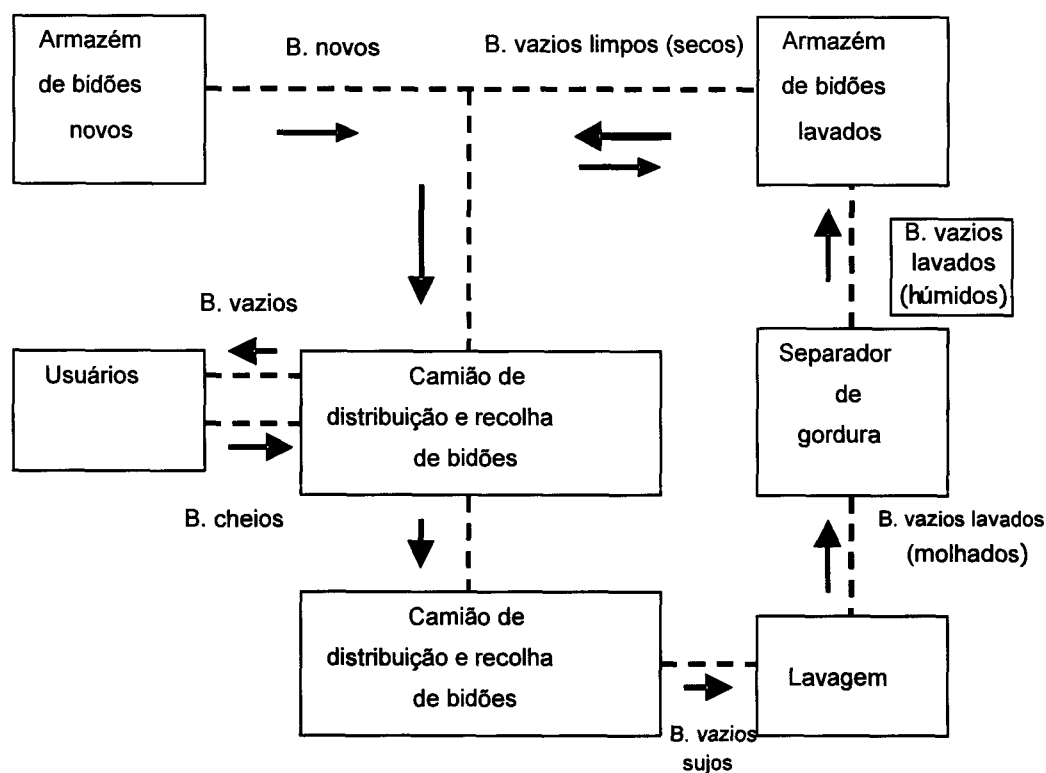 Armazém
de bidões
novos
B. novos
B. vazios limpos (secos)
Armazém
de bidões
lavados
B. vazios
lavados
(húmidos)
B. vazios
Usuários
Camião de
distribuição e recolha
de bidões
Separador
de
gordura
B. cheios
B. vazios lavados
(molhados)
Camião de
distribuição e recolha
de bidões
Lavagem
B. vazios
sujos